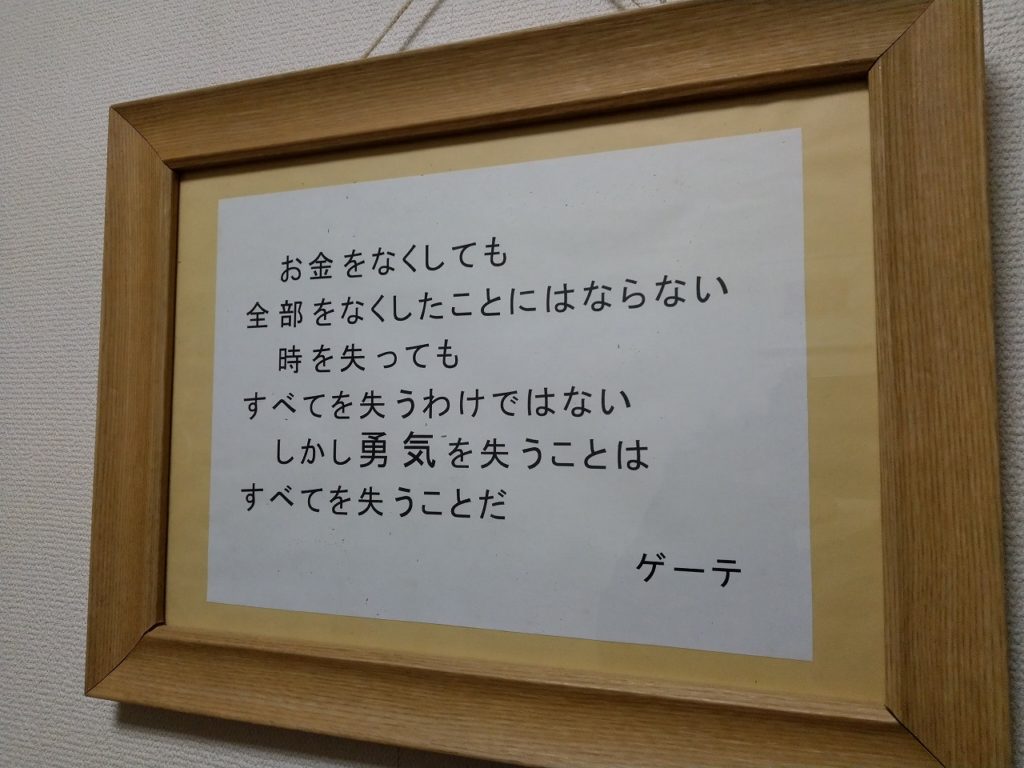 お金をなくしても
全部をなくしたことにはならない
時を失っても
すべてを失うわけではない
しかし勇気を失うことは
すべてを失うことだ
ゲーテ